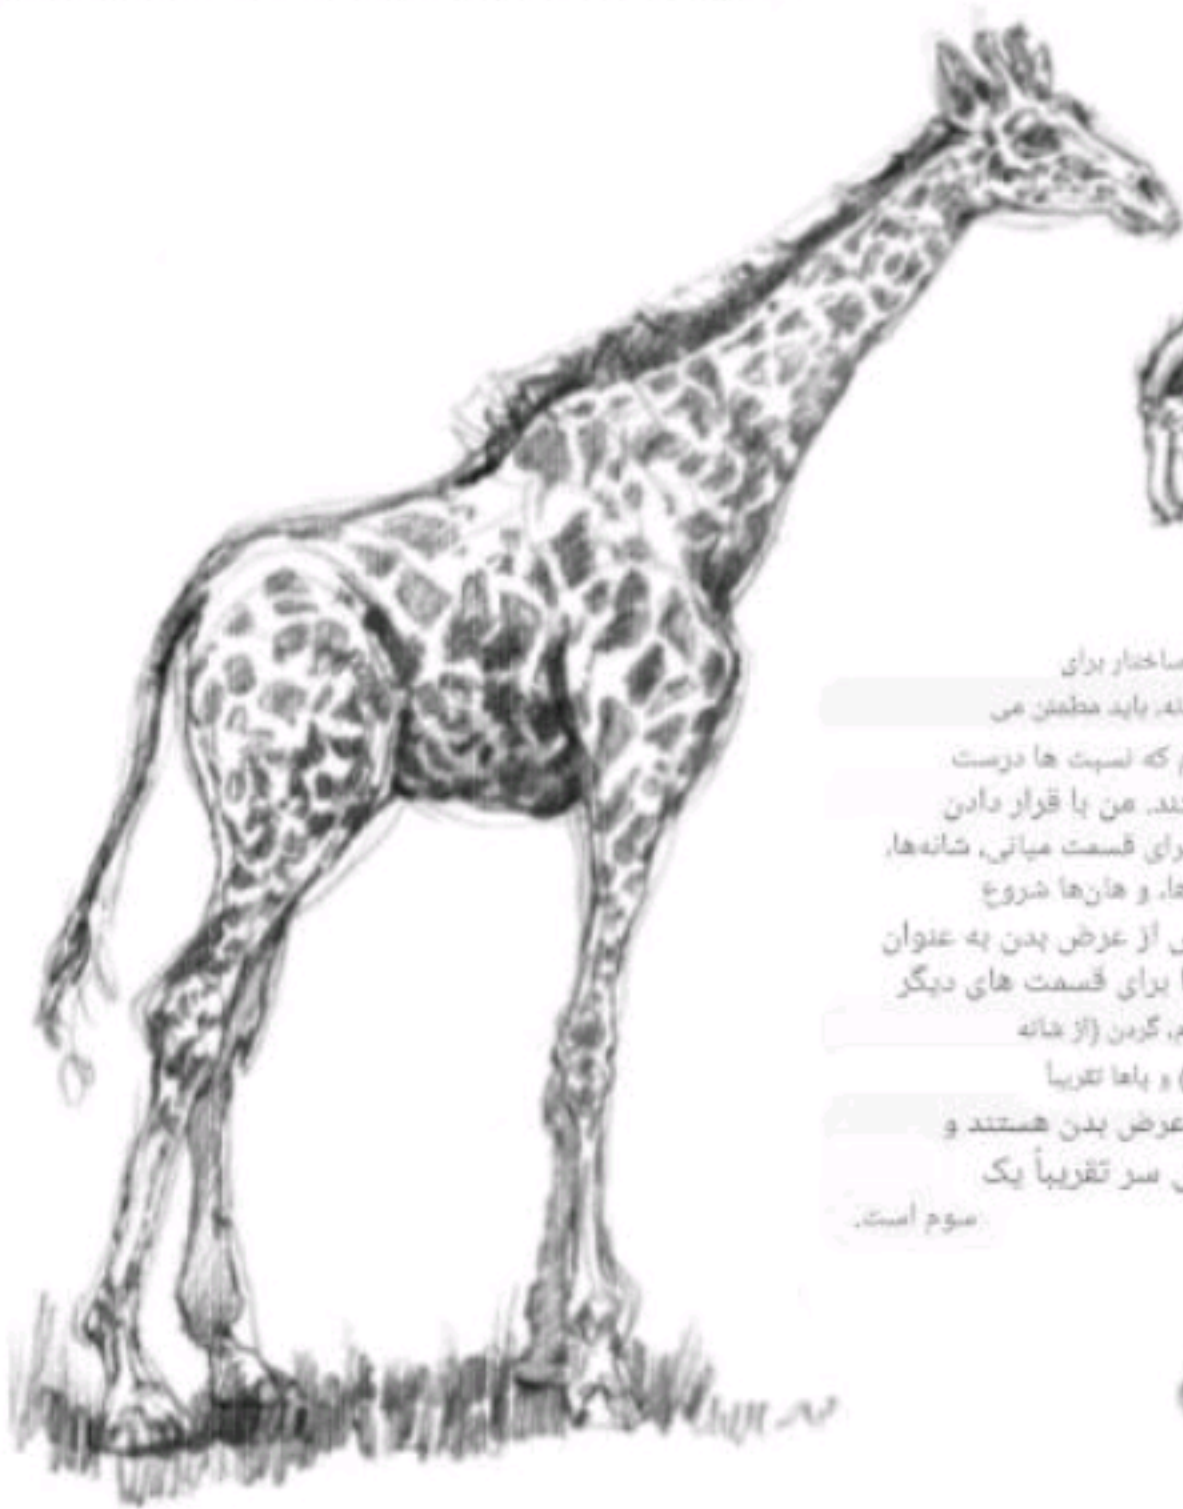 ساختار برای
باید مطمئن می
که نسبت ها درست
من با قرار دادن
برای قسمت میانی، شانه‌ها،
و هان‌ها شروع
از عرض بدن به عنوان
برای قسمت های دیگر
گردن (از شانه
و پاها تقریباً
عرض بدن هستند و
سر تقریباً یک
سوم است.